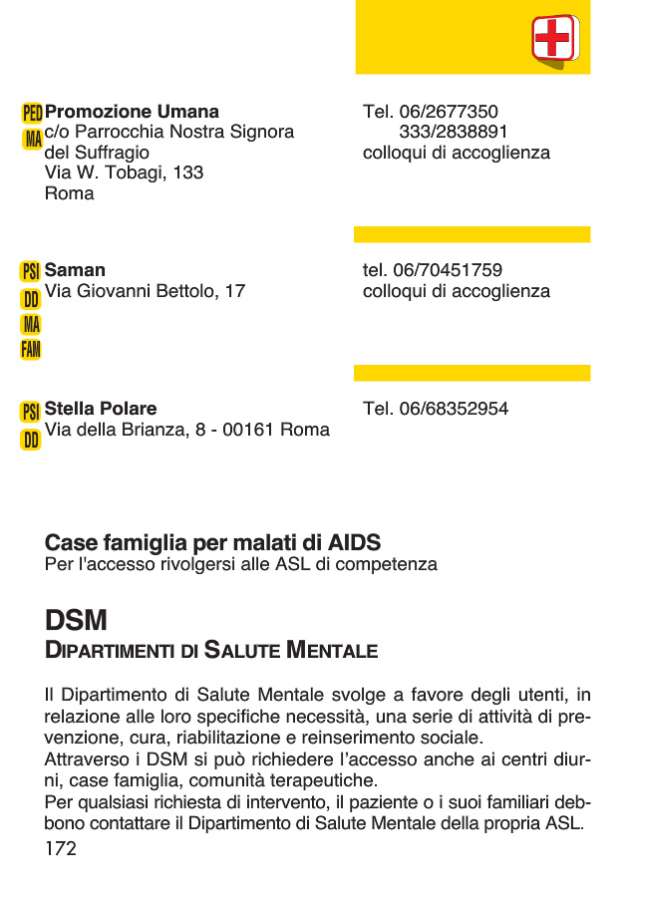 PED Promozione Umana Tel. 06/2677350
MA c/o Parrocchia Nostra Signora 333/2838891
del Suffragio colloqui di accoglienza
Via W. Tobagi, 133
Roma
PSI Saman tel. 06/70451759
DD Via Giovanni Bettolo, 17 colloqui di accoglienza
MA
FAM
PSI Stella Polare Tel. 06/68352954
DD Via della Brianza, 8 - 00161 Roma
Case famiglia per malati di AIDS
Per l'accesso rivolgersi alle ASL di competenza
DSM
DIPARTIMENTI DI SALUTE MENTALE
Il Dipartimento di Salute Mentale svolge a favore degli utenti, in
relazione alle loro specifiche necessità, una serie di attività di pre-
venzione, cura, riabilitazione e reinserimento sociale.
Attraverso i DSM si può richiedere l’accesso anche ai centri diur-
ni, case famiglia, comunità terapeutiche.
Per qualsiasi richiesta di intervento, il paziente o i suoi familiari deb-
bono contattare il Dipartimento di Salute Mentale della propria ASL.
172